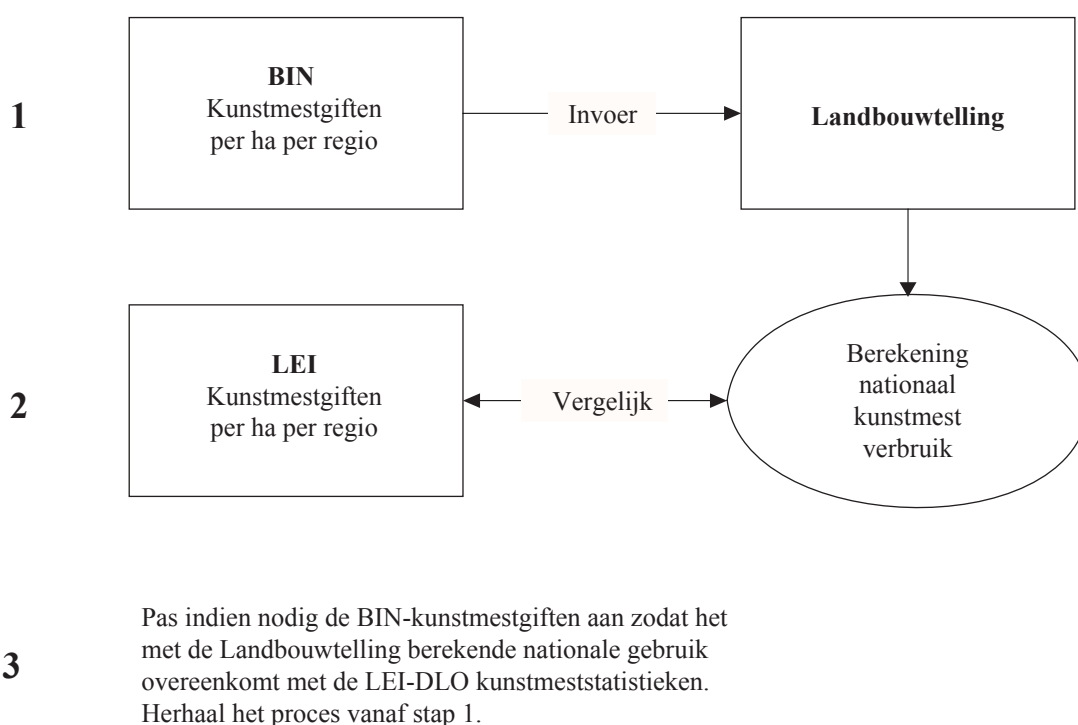 1
BIN
Kunstmestgiften
per ha per regio
Invoer
Landbouwtelling
2
LEI
Kunstmestgiften
per ha per regio
Vergelijk
Berekening
nationaal
kunstmest
verbruik
3
Pas indien nodig de BIN-kunstmestgiften aan zodat het
met de Landbouwtelling berekende nationale gebruik
overeenkomt met de LEI-DLO kunstmeststatistieken.
Herhaal het proces vanaf stap 1.